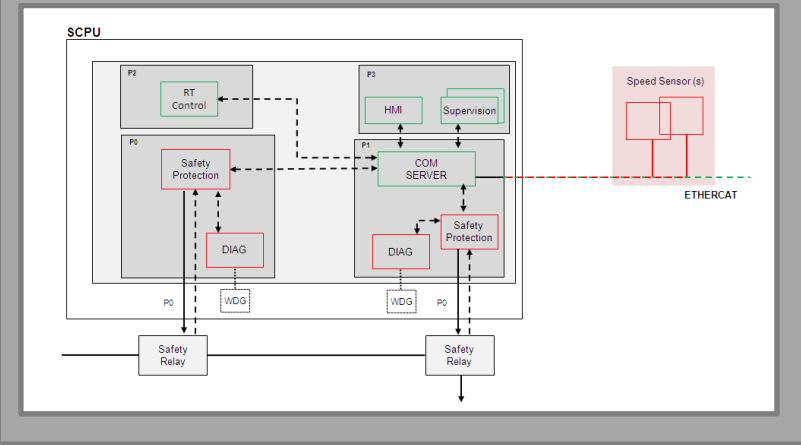 SCPU
P2
RT
Control
P3
HMI
Supervision
Speed Sensor (s)
P0
Safety
Protection
DIAG
P1
COM
SERVER
Safety
Protection
DIAG
ETHERCAT
P0
WDG
WDG
P0
Safety
Relay
Safety
Relay